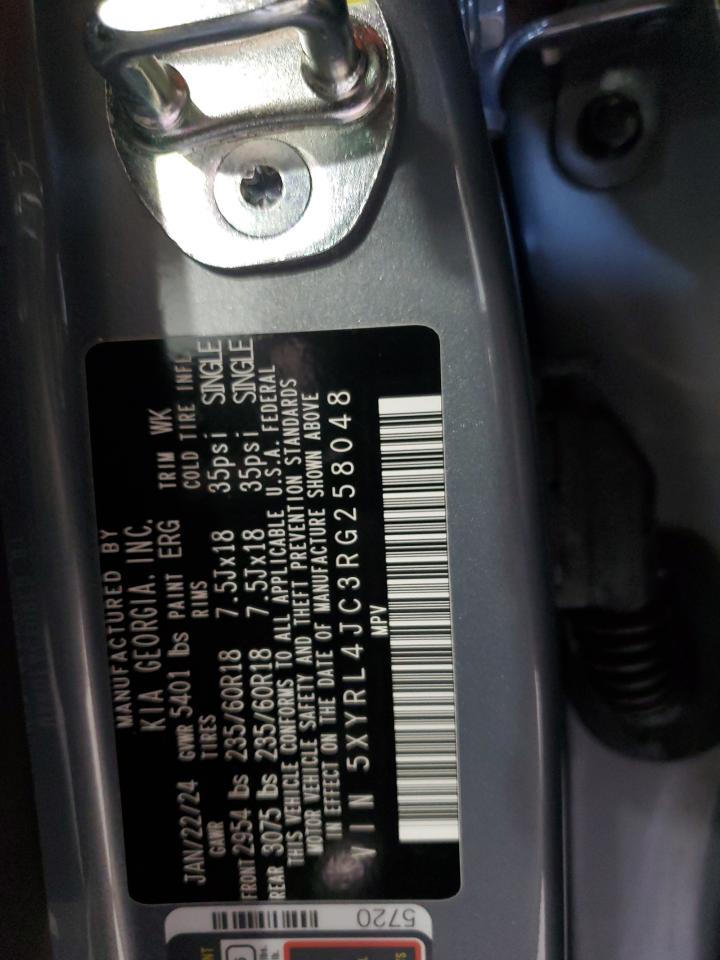 MANUFACTURED BY
KIA GEORGIA. INC.
JAN/22/24 GVWR 5401 lbs PAINT ERG TRIM WK
GAWR TIRES RIMS COLD TIRE INFL
FRONT 2954 lbs 235/60R18 7.5Jx18 35psi SINGLE
REAR 3075 lbs 235/60R18 7.5Jx18 35psi SINGLE
THIS VEHICLE CONFORMS TO ALL APPLICABLE U.S.A. FEDERAL
MOTOR VEHICLE SAFETY AND THEFT PREVENTION STANDARDS
IN EFFECT ON THE DATE OF MANUFACTURE SHOWN ABOVE
VIN 5XYRL4JC3RG258048
MPV
5720